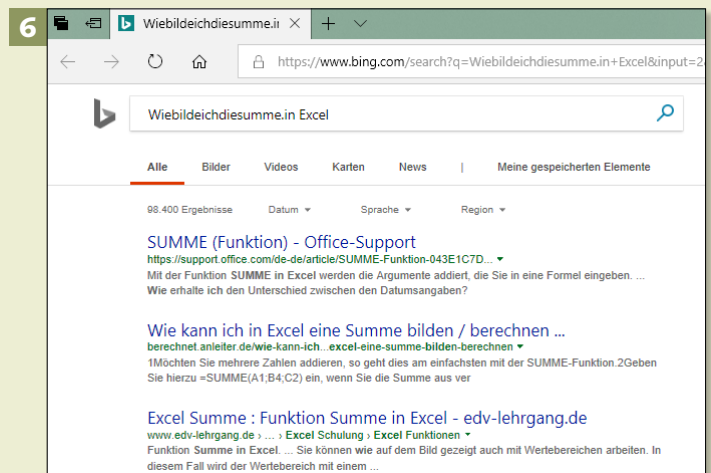 6
Wiebildeichdiesumme.ir
https://www.bing.com/search?q=Wiebildeichdiesumme.in+Excel&input=2
Wiebildeichdiesumme.in Excel
Alle Bilder Videos Karten News | Meine gespeicherten Elemente
98.400 Ergebnisse Datum Sprache Region
SUMME (Funktion) - Office-Support
https://support.office.com/de-de/article/SUMME-Funktion-043E1C7D...
Mit der Funktion SUMME in Excel werden die Argumente addiert, die Sie in eine Formel eingeben. ...
Wie erhalte ich den Unterschied zwischen den Datumsangaben?
Wie kann ich in Excel eine Summe bilden / berechnen ...
berechnet.anleiter.de/wie-kann-ich...excel-eine-summe-bilden-berechnen
1Möchten Sie mehrere Zahlen addieren, so geht dies am einfachsten mit der SUMME-Funktion.2Geben
Sie hierzu =SUMME(A1;B4;C2) ein, wenn Sie die Summe aus ver
Excel Summe : Funktion Summe in Excel - edv-lehrgang.de
www.edv-lehrgang.de › ... › Excel Schulung › Excel Funktionen
Funktion Summe in Excel. ... Sie können wie auf dem Bild gezeigt auch mit Wertebereichen arbeiten. In
diesem Fall wird der Wertebereich mit einem ...